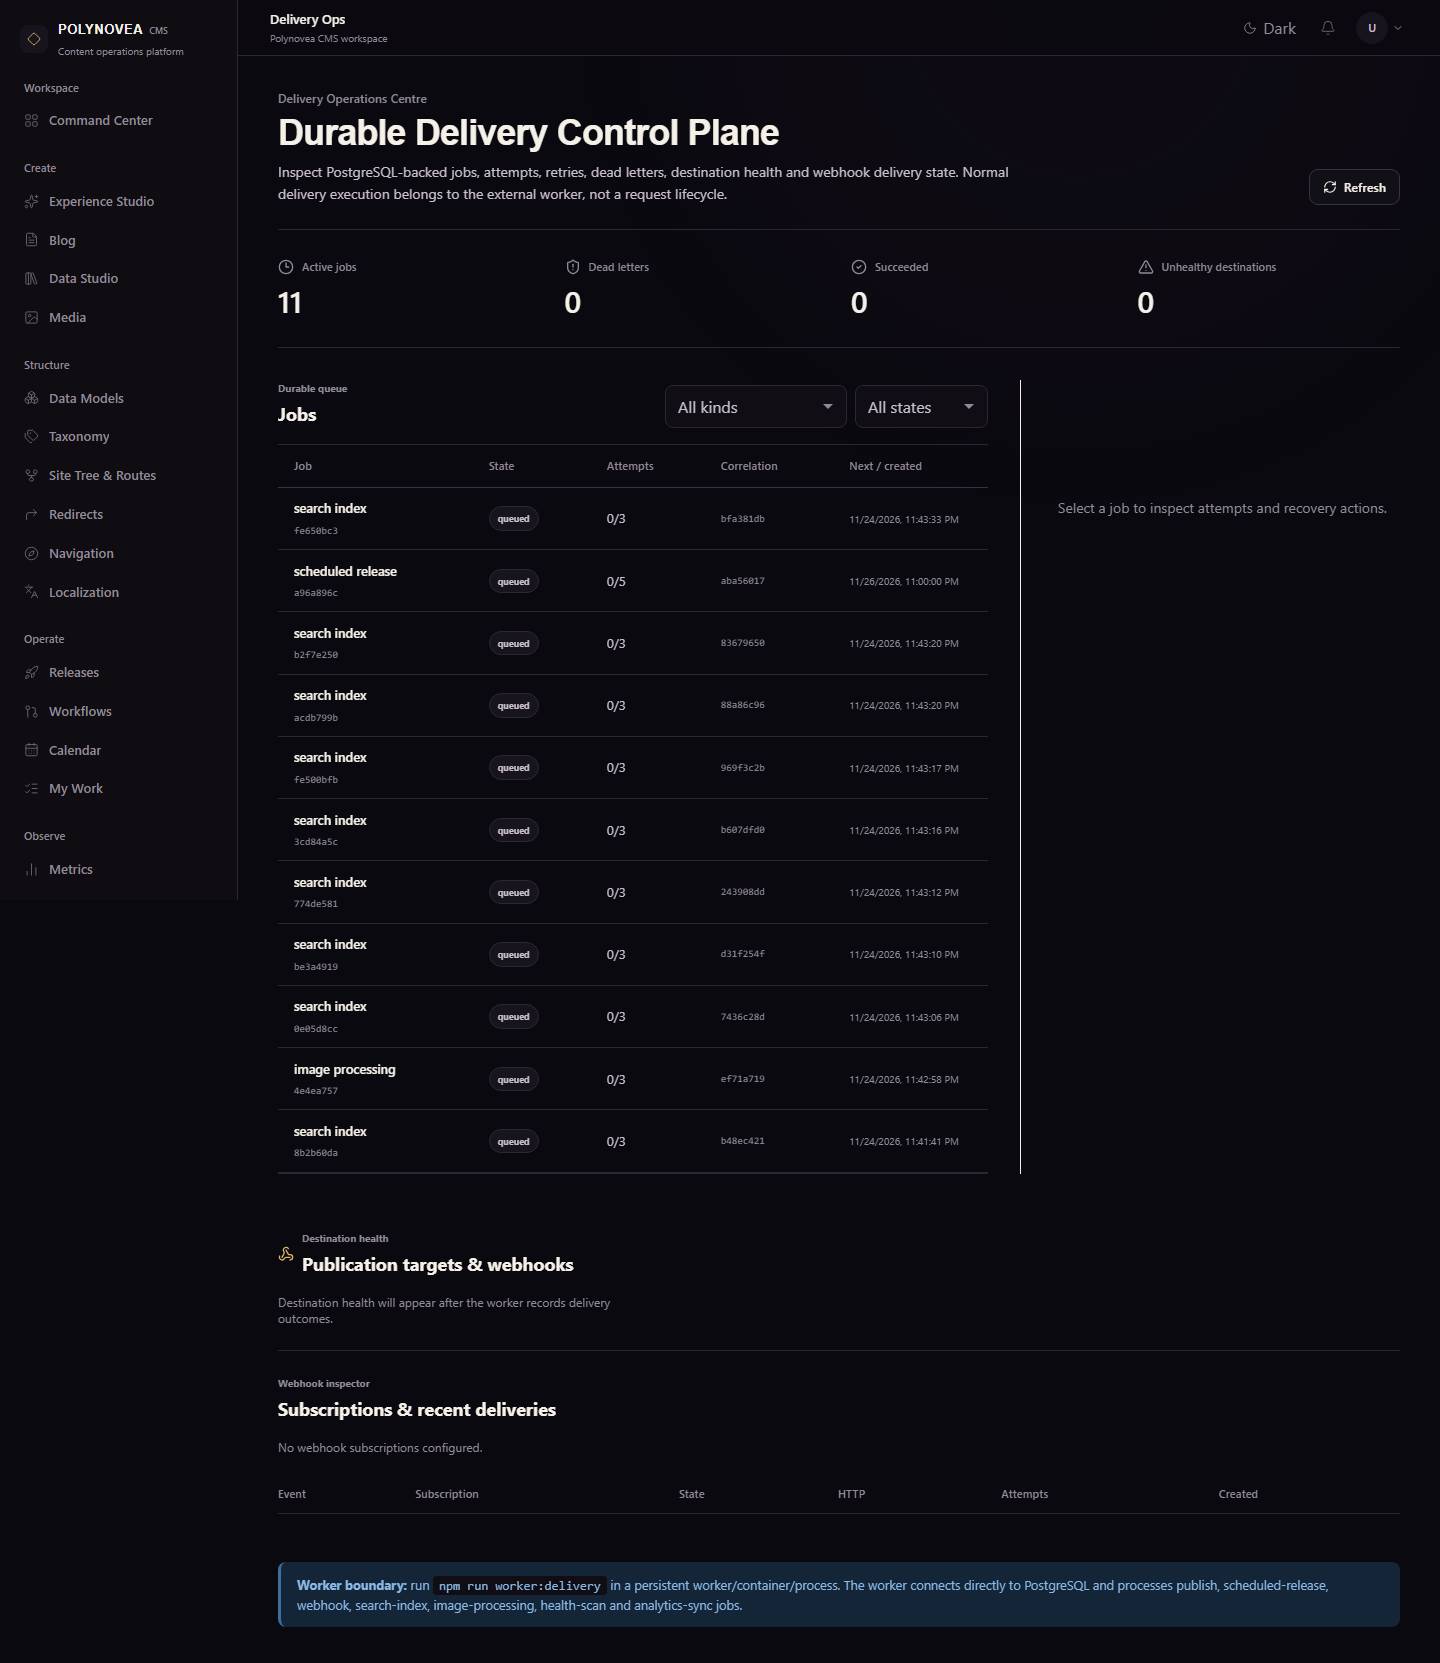 POLYNOVEA CMS
Content operations platform
Workspace
Command Center
Create
Experience Studio
Blog
Data Studio
Media
Structure
Data Models
Taxonomy
Site Tree & Routes
Redirects
Navigation
Localization
Operate
Releases
Workflows
Calendar
My Work
Observe
Metrics
Delivery Ops
Polynovea CMS workspace
Dark
U
Delivery Operations Centre
Durable Delivery Control Plane
Inspect PostgreSQL-backed jobs, attempts, retries, dead letters, destination health and webhook delivery state. Normal
delivery execution belongs to the external worker, not a request lifecycle.
Refresh
Active jobs Dead letters Succeeded Unhealthy destinations
11 0 0 0
Durable queue
Jobs
All kinds All states
Job State Attempts Correlation Next / created
search index
fe650bc3
queued 0/3 bfa381db 11/24/2026, 11:43:33 PM
scheduled release
a96a896c
queued 0/5 aba56017 11/26/2026, 11:00:00 PM
search index
b2f7e250
queued 0/3 83679650 11/24/2026, 11:43:20 PM
search index
acdb799b
queued 0/3 88a86c96 11/24/2026, 11:43:20 PM
search index
fe500bfb
queued 0/3 969f3c2b 11/24/2026, 11:43:17 PM
search index
3cd84a5c
queued 0/3 b607dfd0 11/24/2026, 11:43:16 PM
search index
774de581
queued 0/3 243908dd 11/24/2026, 11:43:12 PM
search index
be3a4919
queued 0/3 d31f254f 11/24/2026, 11:43:10 PM
search index
0e05d8cc
queued 0/3 7436c28d 11/24/2026, 11:43:06 PM
image processing
4e4ea757
queued 0/3 ef71a719 11/24/2026, 11:42:58 PM
search index
8b2b60da
queued 0/3 b48ec421 11/24/2026, 11:41:41 PM
Select a job to inspect attempts and recovery actions.
Destination health
Publication targets & webhooks
Destination health will appear after the worker records delivery
outcomes.
Webhook inspector
Subscriptions & recent deliveries
No webhook subscriptions configured.
Event Subscription State HTTP Attempts Created
Worker boundary: run npm run worker:delivery in a persistent worker/container/process. The worker connects directly to PostgreSQL and processes publish, scheduled-release,
webhook, search-index, image-processing, health-scan and analytics-sync jobs.